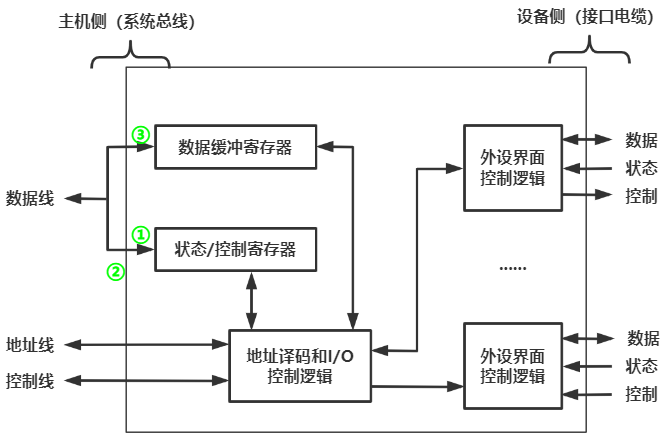 主机侧（系统总线）
设备侧（接口电缆）
③
数据缓冲寄存器
外设界面
控制逻辑
数据
状态
控制
数据线
①
状态/控制寄存器
②
......
地址线
控制线
地址译码和I/O
控制逻辑
外设界面
控制逻辑
数据
状态
控制